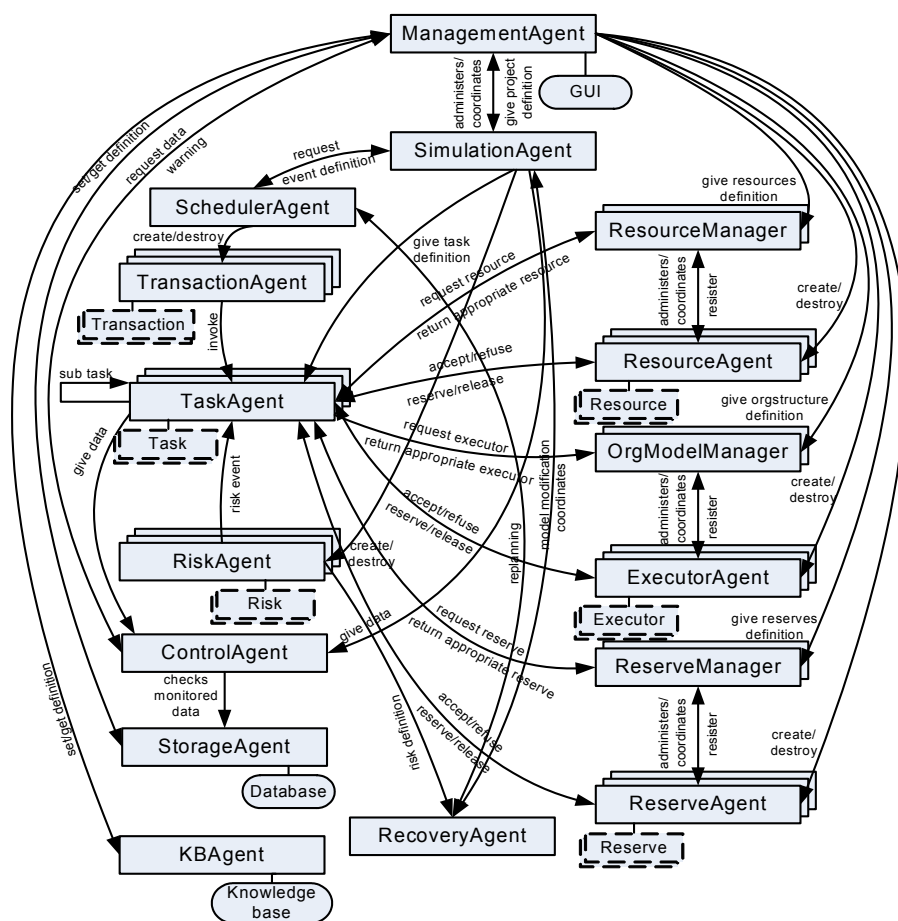 ManagementAgent
GUI
administers/
coordinates
give project
definition
set/get definition
request data
warning
request
event definition
SimulationAgent
SchedulerAgent
give resources
definition
create/destroy
give task
definition
ResourceManager
request resource
return appropriate resource
TransactionAgent
Transaction
invoke
administers/
coordinates
resister
create/
destroy
accept/refuse
reserve/release
ResourceAgent
Resource
sub task
TaskAgent
Task
give orgstructure
definition
request executor
return appropriate executor
OrgModelManager
give data
risk event
accept/refuse
reserve/release
administers/
coordinates
resister
create/
destroy
model modification
coordinates
replanning
create/
destroy
RiskAgent
Risk
ExecutorAgent
Executor
give reserves
definition
give data
request reserve
return appropriate reserve
ControlAgent
ReserveManager
checks
monitored
data
risk definition
accept/refuse
reserve/release
administers/
coordinates
resister
create/
destroy
set/get definition
StorageAgent
Database
ReserveAgent
Reserve
RecoveryAgent
KBAgent
Knowledge
base